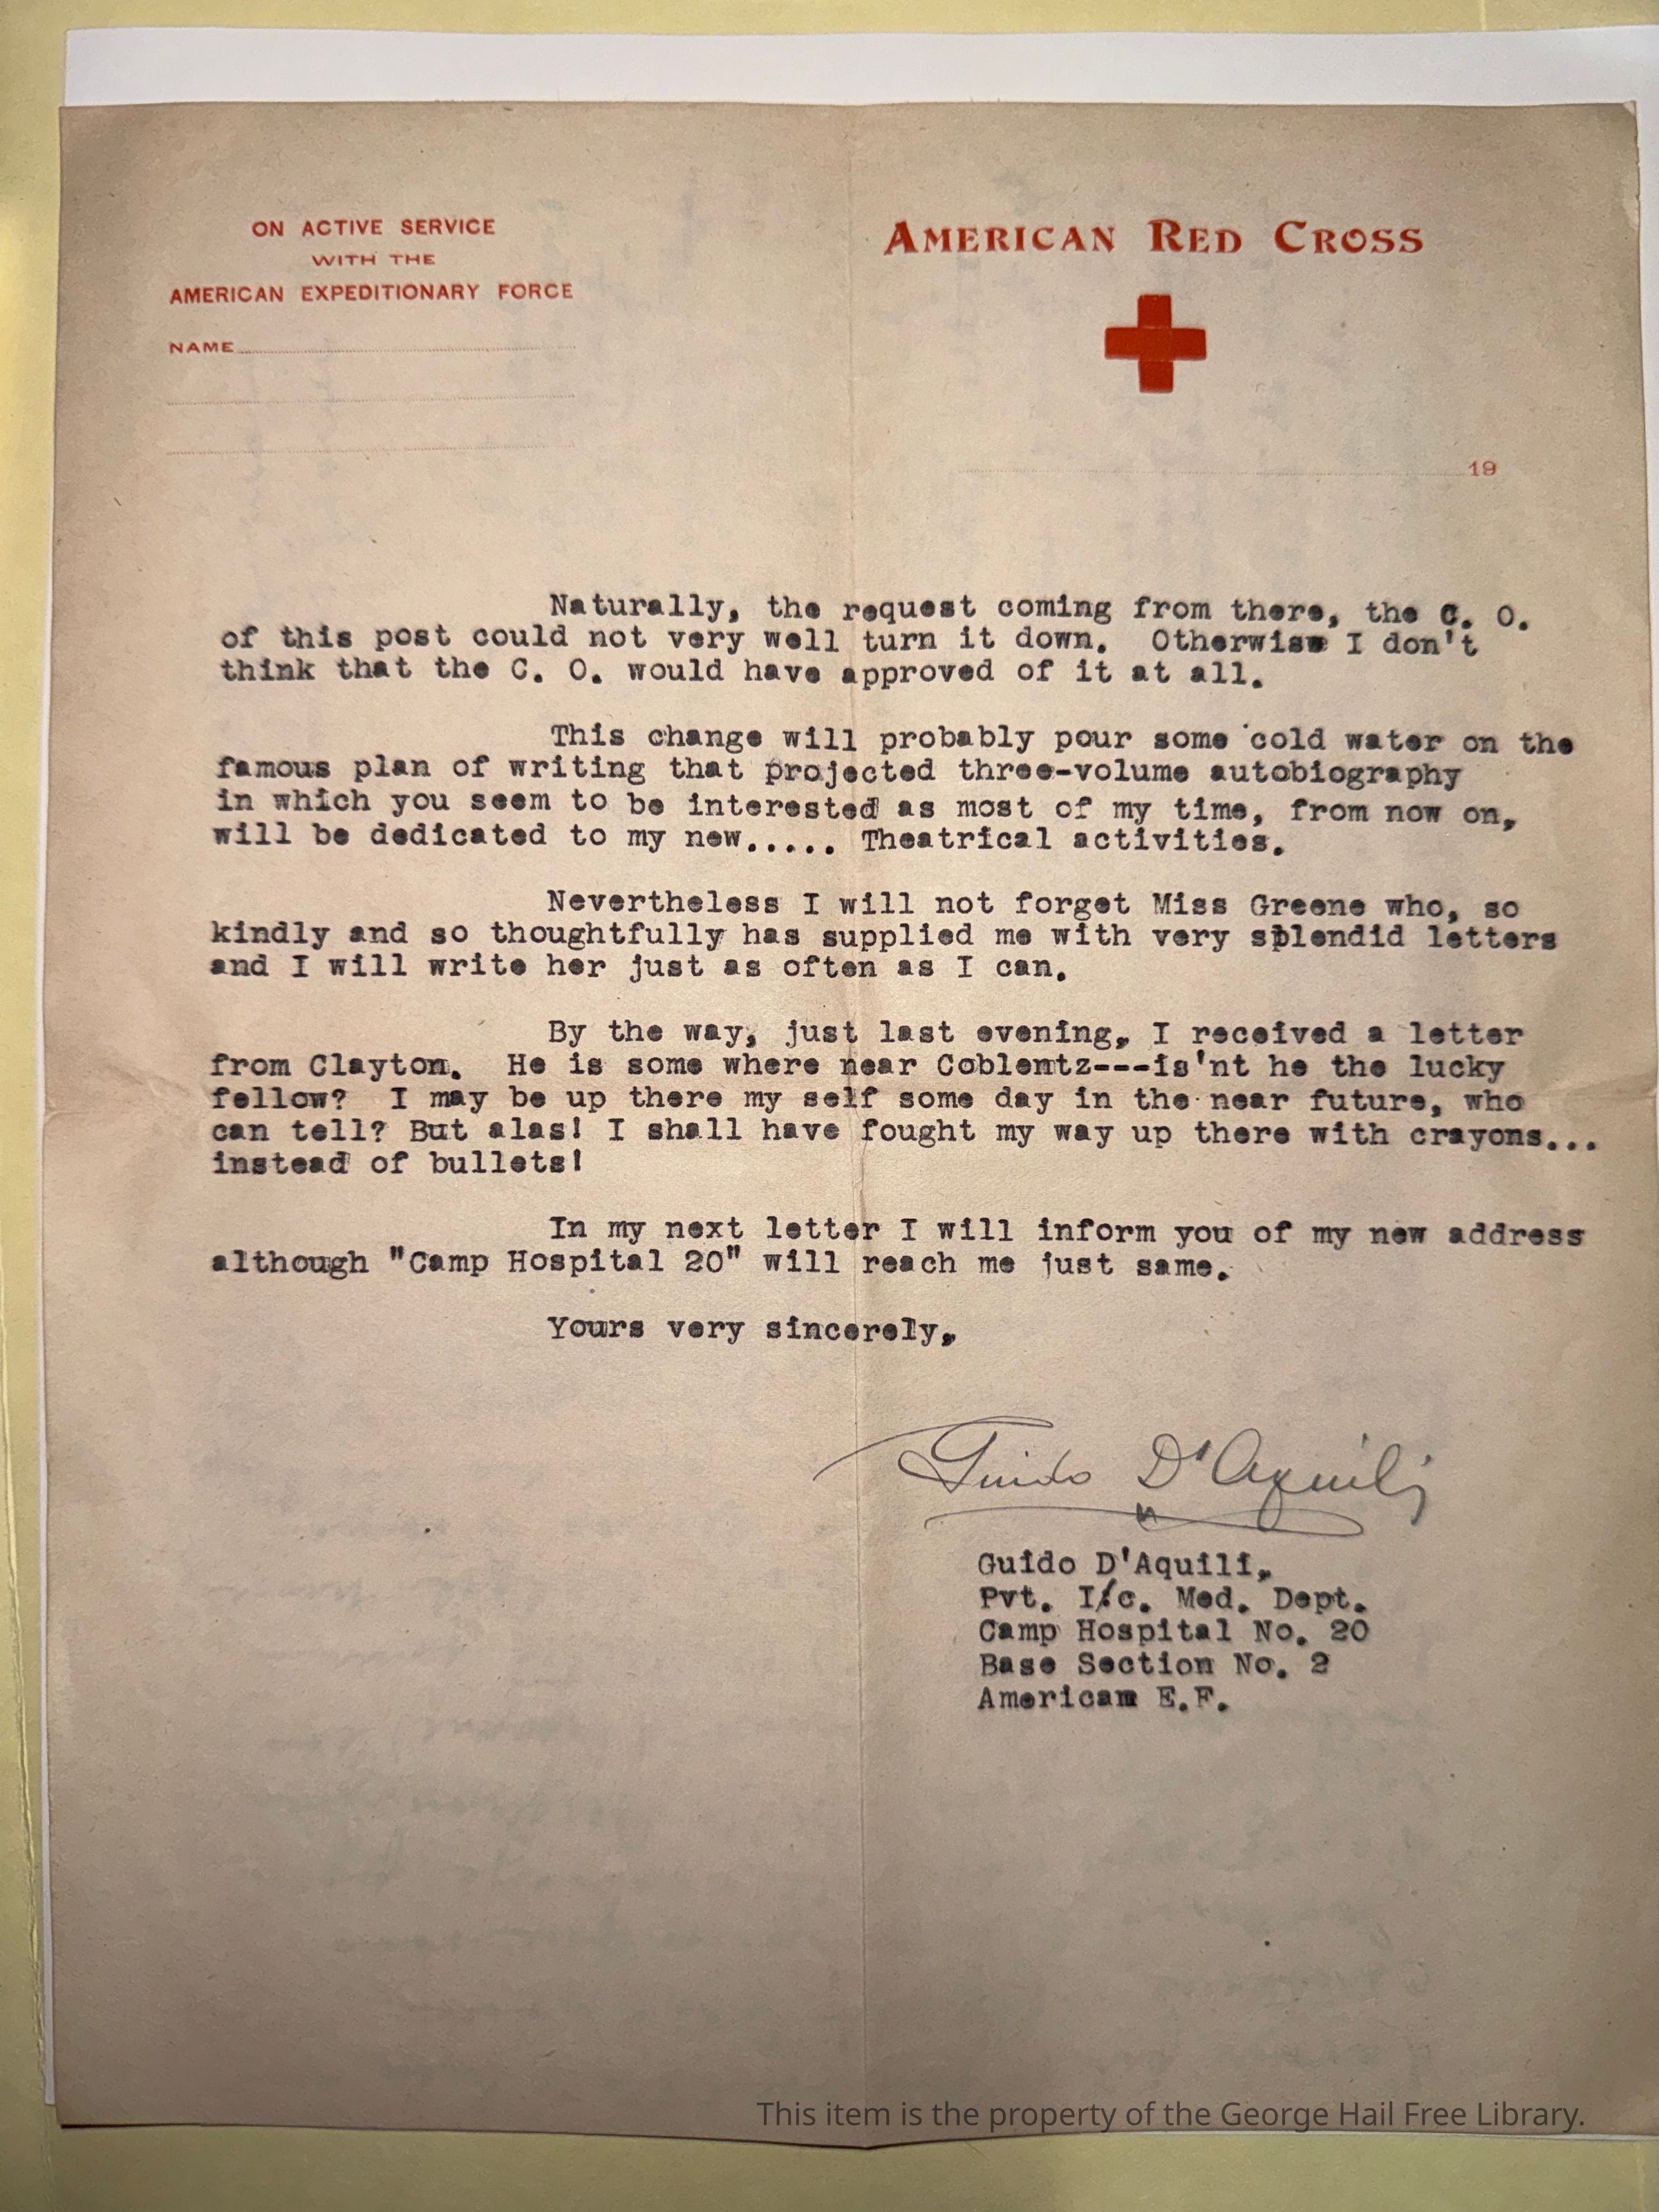 ON ACTIVE SERVICE
WITH THE
AMERICAN EXPEDITIONARY FORCE
NAME
AMERICAN RED CROSS
19
Naturally, the request coming from there, the C. O.
of this post could not very well turn it down. Otherwise I don't
think that the C. O. would have approved of it at all.
This change will probably pour some cold water on the
famous plan of writing that projected three-volume autobiography
in which you seem to be interested as most of my time, from now on,
will be dedicated to my new..... Theatrical activities.
Nevertheless I will not forget Miss Greene who, so
kindly and so thoughtfully has supplied me with very splendid letters
and I will write her just as often as I can.
By the way, just last evening, I received a letter
from Clayton. He is some where near Coblentz---is'nt he the lucky
fellow? I may be up there my self some day in the near future, who
can tell? But alas! I shall have fought my way up there with crayons...
instead of bullets!
In my next letter I will inform you of my new address
although "Camp Hospital 20" will reach me just same.
Yours very sincerely,
Guido D'Aquili
Guido D'Aquili,
Pvt. I/c. Med. Dept.
Camp Hospital No. 20
Base Section No. 2
American E.F.
This item is the property of the George Hail Free Library.